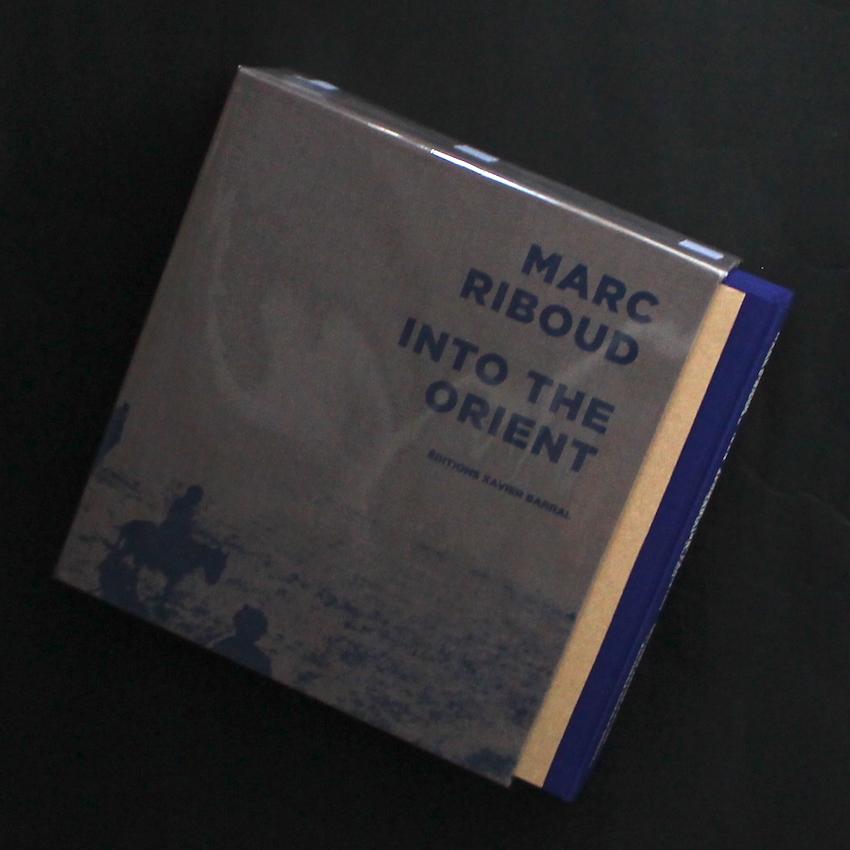 MARC
RIBOUD
INTO THE
ORIENT
ÉDITIONS XAVIER BARRAL